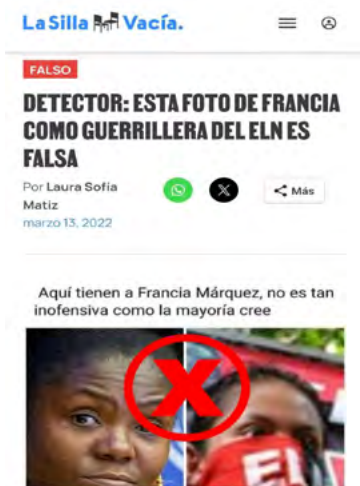 La Silla Vacía.
FALSO
DETECTOR: ESTA FOTO DE FRANCIA
COMO GUERRILLERA DEL ELN ES
FALSA
Por Laura Sofía
Matiz
Más
marzo 13, 2022
Aquí tienen a Francia Márquez, no es tan
inofensiva como la mayoría cree
X
EL